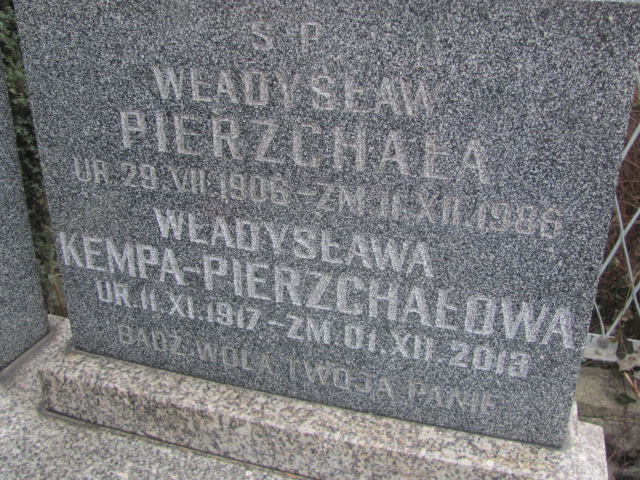 Ś P
WŁADYSŁAW
PIERZCHAŁA
UR. 29. VII. 1906 - ZM. 11. XII. 1986
WŁADYSŁAWA
KEMPA-PIERZCHAŁOWA
UR. 11. XI. 1917 - ZM. 01. XII. 2013
BĄDŹ WOLA TWOJA PANIE